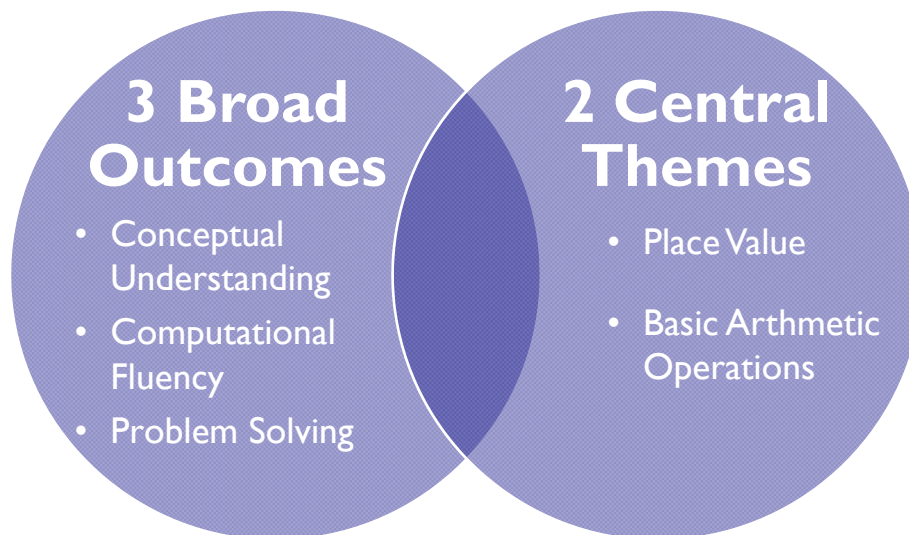 3 Broad
Outcomes
• Conceptual
Understanding
• Computational
Fluency
• Problem Solving
2 Central
Themes
• Place Value
• Basic Arthmetic
Operations